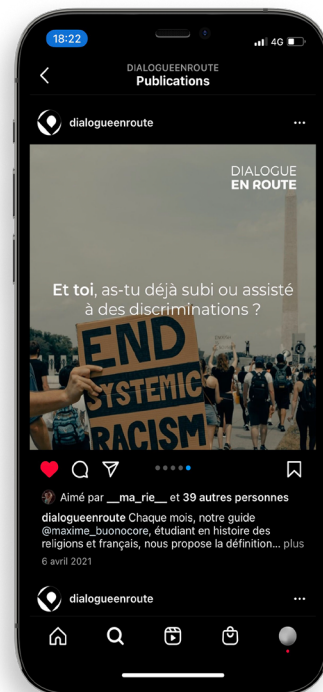 18:22
4G
DIALOGUEENROUTE
Publications
dialogueenroute
DIALOGUE
EN ROUTE
Et toi, as-tu déjà subi ou assisté
à des discriminations ?
END
SYSTEMIC
RACISM
Aimé par __ma_rie__ et 39 autres personnes
dialogueenroute Chaque mois, notre guide
@maxime_buonocore, étudiant en histoire des
religions et français, nous propose la définition... plus
6 avril 2021
dialogueenroute